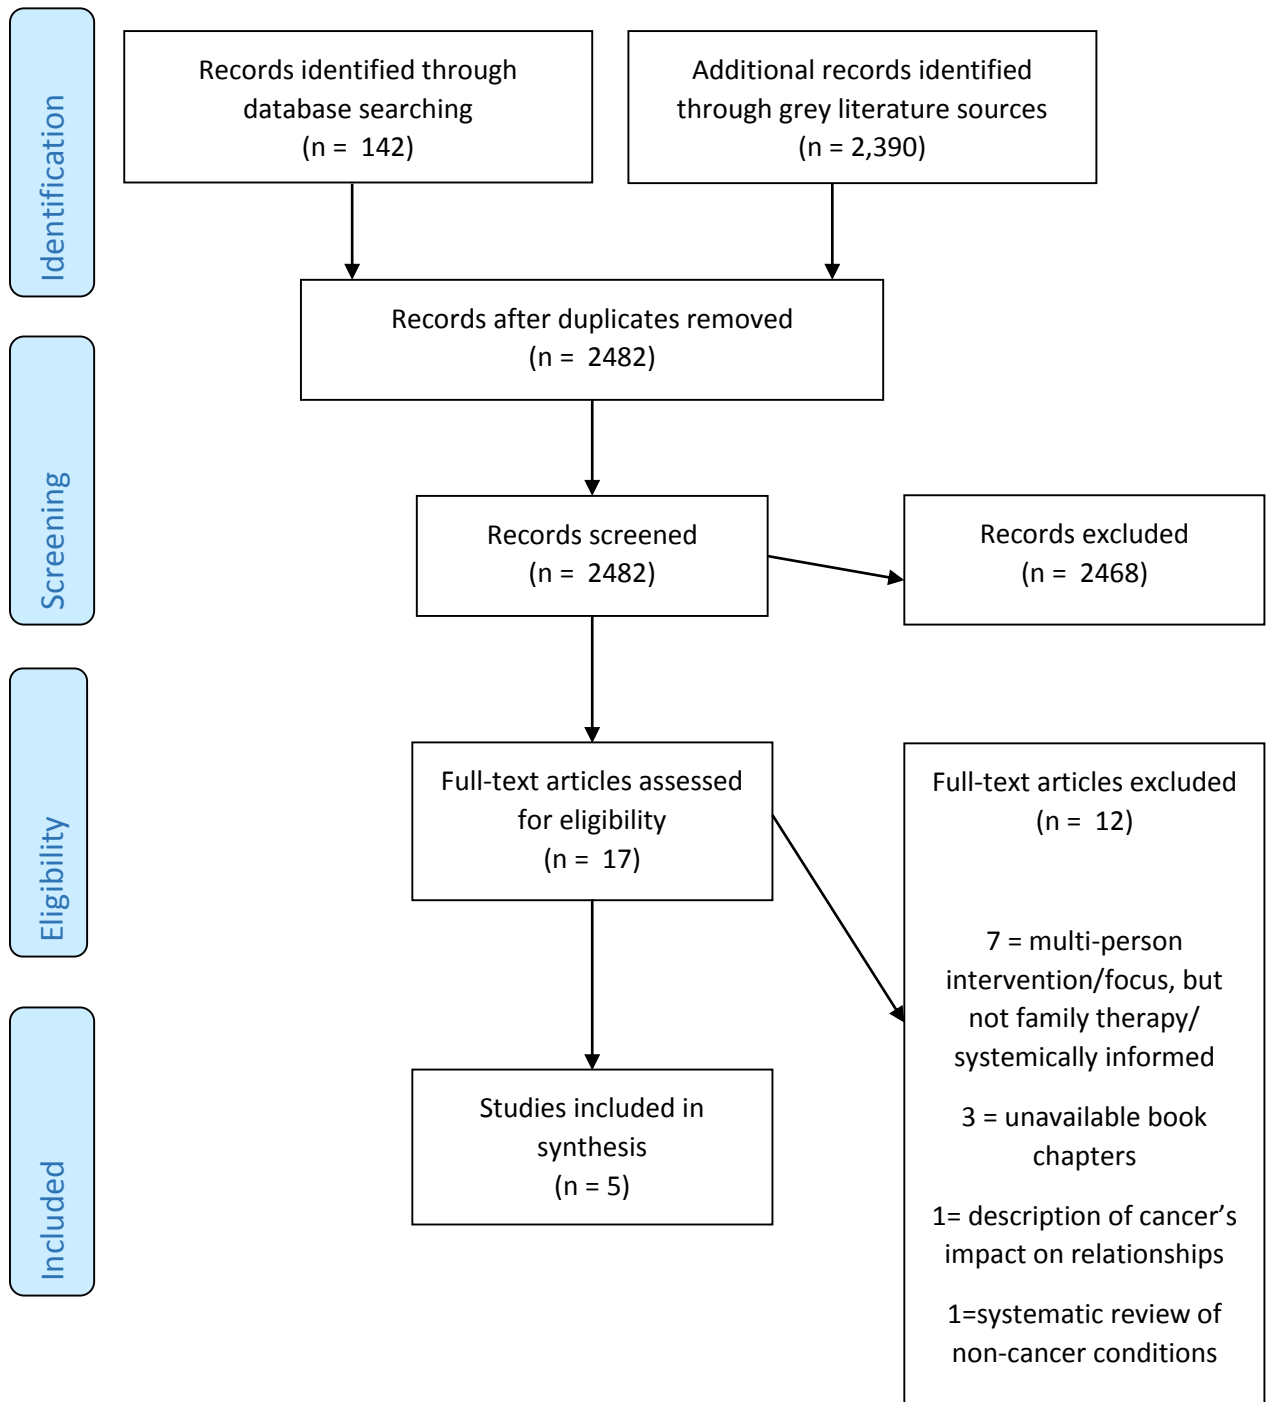 Identification
Records identified through
database searching
(n =  142)
Additional records identified
through grey literature sources
(n = 2,390)
Records after duplicates removed
(n =  2482)
Screening
Records screened
(n =  2482)
Records excluded
(n =  2468)
Eligibility
Full-text articles assessed
for eligibility
(n =  17)
Full-text articles excluded
(n =  12)
7 = multi-person
intervention/focus, but
not family therapy/
systemically informed
3 = unavailable book
chapters
1= description of cancer’s
impact on relationships
1=systematic review of
non-cancer conditions
Included
Studies included in
synthesis
(n = 5)